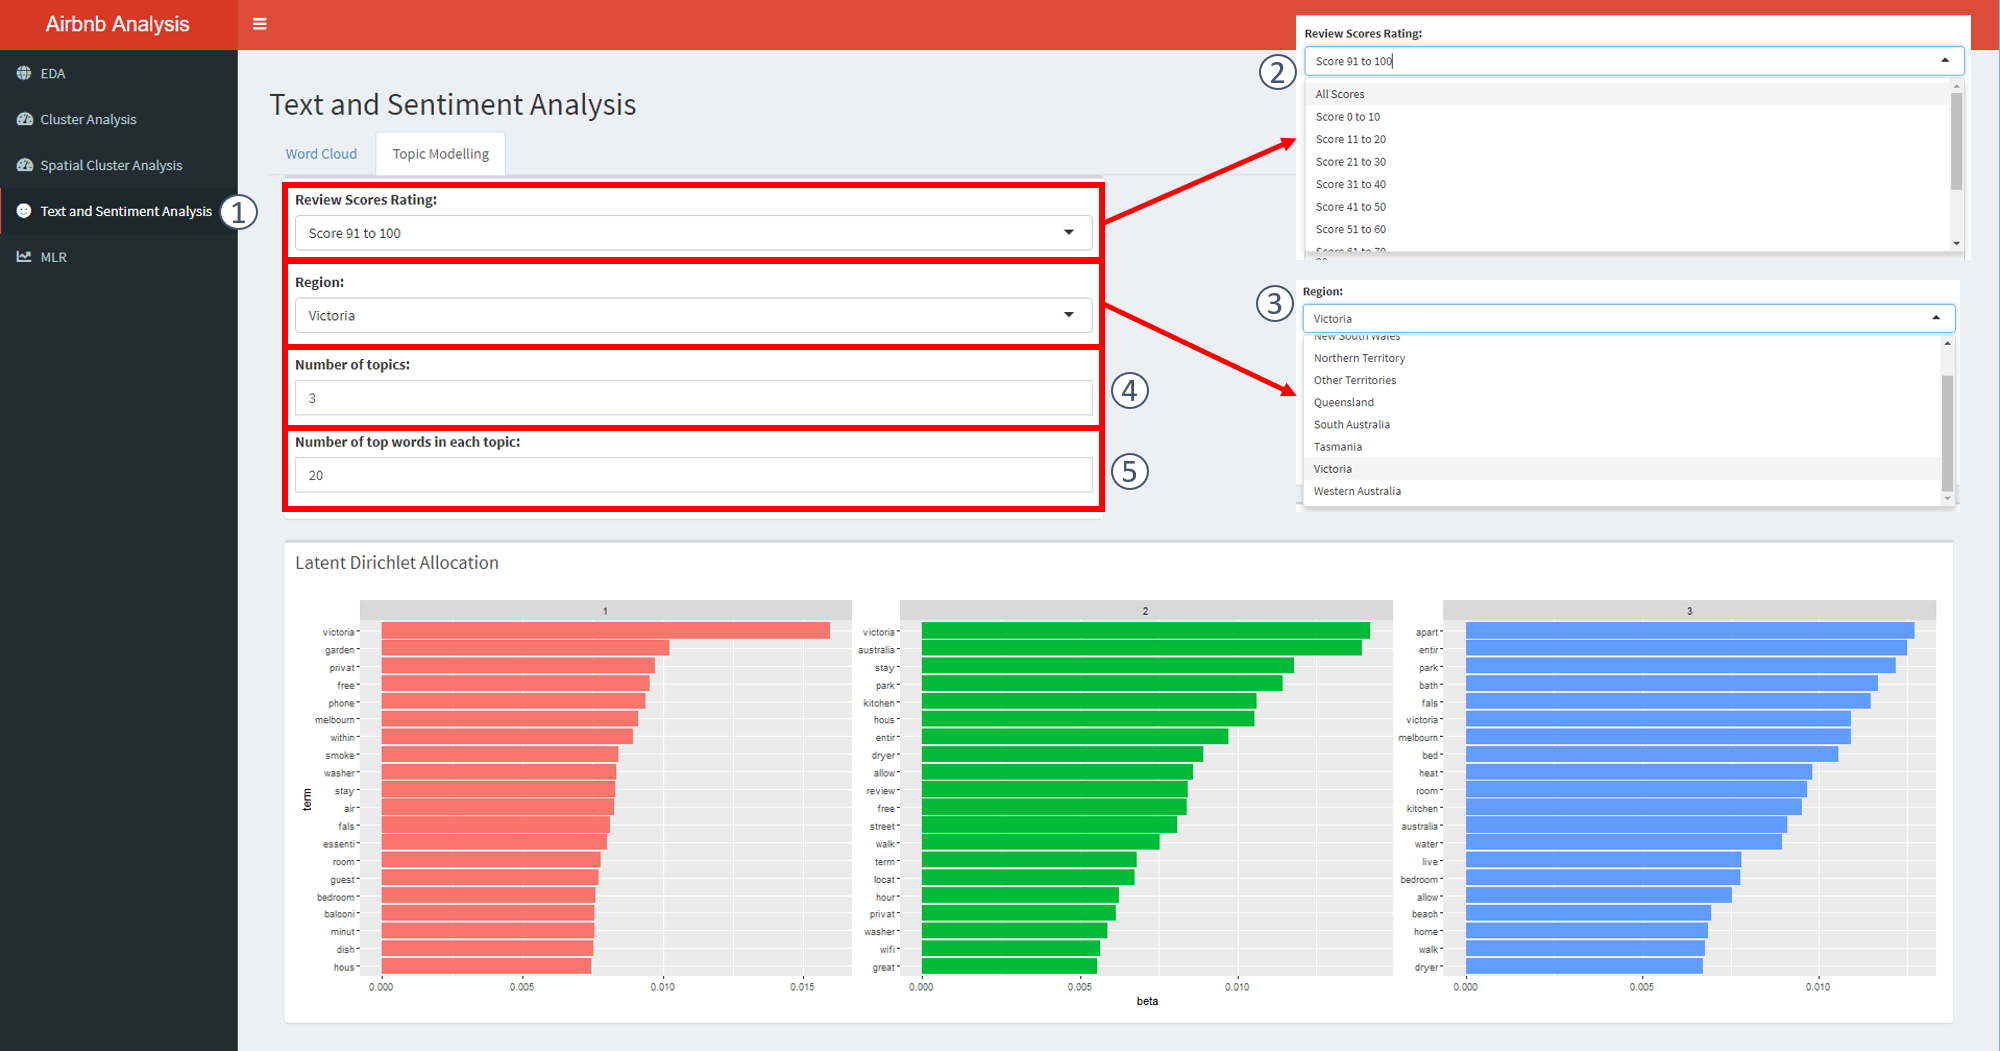 Airbnb Analysis
EDA
Cluster Analysis
Spatial Cluster Analysis
Text and Sentiment Analysis
MLR
1
Text and Sentiment Analysis
Word Cloud
Topic Modelling
Review Scores Rating:
Score 91 to 100
Region:
Victoria
Number of topics:
3
4
Number of top words in each topic:
20
5
2
Review Scores Rating:
Score 91 to 100
All Scores
Score 0 to 10
Score 11 to 20
Score 21 to 30
Score 31 to 40
Score 41 to 50
Score 51 to 60
Score 61 to 70
3
Region:
Victoria
New South Wales
Northern Territory
Other Territories
Queensland
South Australia
Tasmania
Victoria
Western Australia
Latent Dirichlet Allocation
term
1
victoria
garden
privat
free
phone
melbourn
within
smoke
washer
stay
air
fals
essenti
room
guest
bedroom
balconi
minut
dish
hous
0.000 0.005 0.010 0.015
2
victoria
australia
stay
park
kitchen
hous
entir
dryer
allow
review
free
street
walk
term
locat
hour
privat
washer
wifi
great
0.000 0.005 0.010
3
apart
entir
park
bath
fals
victoria
melbourn
bed
heat
room
kitchen
australia
water
live
bedroom
allow
beach
home
walk
dryer
0.000 0.005 0.010
beta